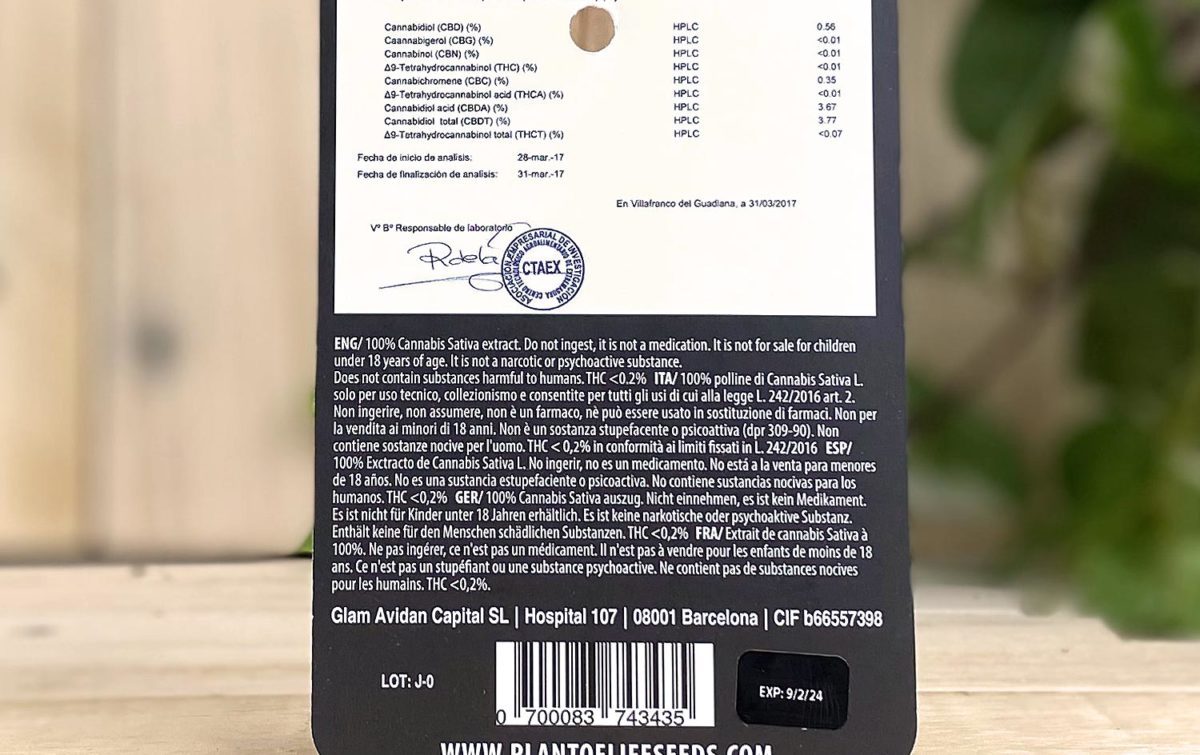 Cannabidiol (CBD) (%) HPLC 0.56
Caannabigerol (CBG) (%) HPLC <0.01
Cannabinol (CBN) (%) HPLC <0.01
Δ9-Tetrahydrocannabinol (THC) (%) HPLC <0.01
Cannabichromene (CBC) (%) HPLC 0.35
Δ9-Tetrahydrocannabinol acid (THCA) (%) HPLC <0.01
Cannabidiol acid (CBDA) (%) HPLC 3.67
Cannabidiol total (CBDT) (%) HPLC 3.77
Δ9-Tetrahydrocannabinol total (THCT) (%) HPLC <0.07
Fecha de inicio de analisis: 28-mar.-17
Fecha de finalización de analisis: 31-mar.-17
En Villafranco del Guadiana, a 31/03/2017
Vº Bº Responsable de laboratorio
ASOCIACIÓN EMPRESARIAL DE INVESTIGACIÓN
CENTRO TECNOLÓGICO AGROALIMENTARIO DE EXTREMADURA
CTAEX
ENG/ 100% Cannabis Sativa extract. Do not ingest, it is not a medication. It is not for sale for children
under 18 years of age. It is not a narcotic or psychoactive substance.
Does not contain substances harmful to humans. THC <0.2% ITA/ 100% polline di Cannabis Sativa L.
solo per uso tecnico, collezionismo e consentite per tutti gli usi di cui alla legge L. 242/2016 art. 2.
Non ingerire, non assumere, non è un farmaco, nè può essere usato in sostituzione di farmaci. Non per
la vendita ai minori di 18 anni. Non è un sostanza stupefacente o psicoattiva (dpr 309-90). Non
contiene sostanze nocive per l'uomo. THC < 0,2% in conformità ai limiti fissati in L. 242/2016 ESP/
100% Exctracto de Cannabis Sativa L. No ingerir, no es un medicamento. No está a la venta para menores
de 18 años. No es una sustancia estupefaciente o psicoactiva. No contiene sustancias nocivas para los
humanos. THC <0,2% GER/ 100% Cannabis Sativa auszug. Nicht einnehmen, es ist kein Medikament.
Es ist nicht für Kinder unter 18 Jahren erhältlich. Es ist keine narkotische oder psychoaktive Substanz.
Enthält keine für den Menschen schädlichen Substanzen. THC <0,2% FRA/ Extrait de cannabis Sativa à
100%. Ne pas ingérer, ce n'est pas un médicament. Il n'est pas à vendre pour les enfants de moins de 18
ans. Ce n'est pas un stupéfiant ou une substance psychoactive. Ne contient pas de substances nocives
pour les humains. THC <0,2%.
Glam Avidan Capital SL | Hospital 107 | 08001 Barcelona | CIF b66557398
LOT: J-0
EXP: 9/2/24
0 700083 743435
WWW.PLANTOFLIFESEEDS.COM